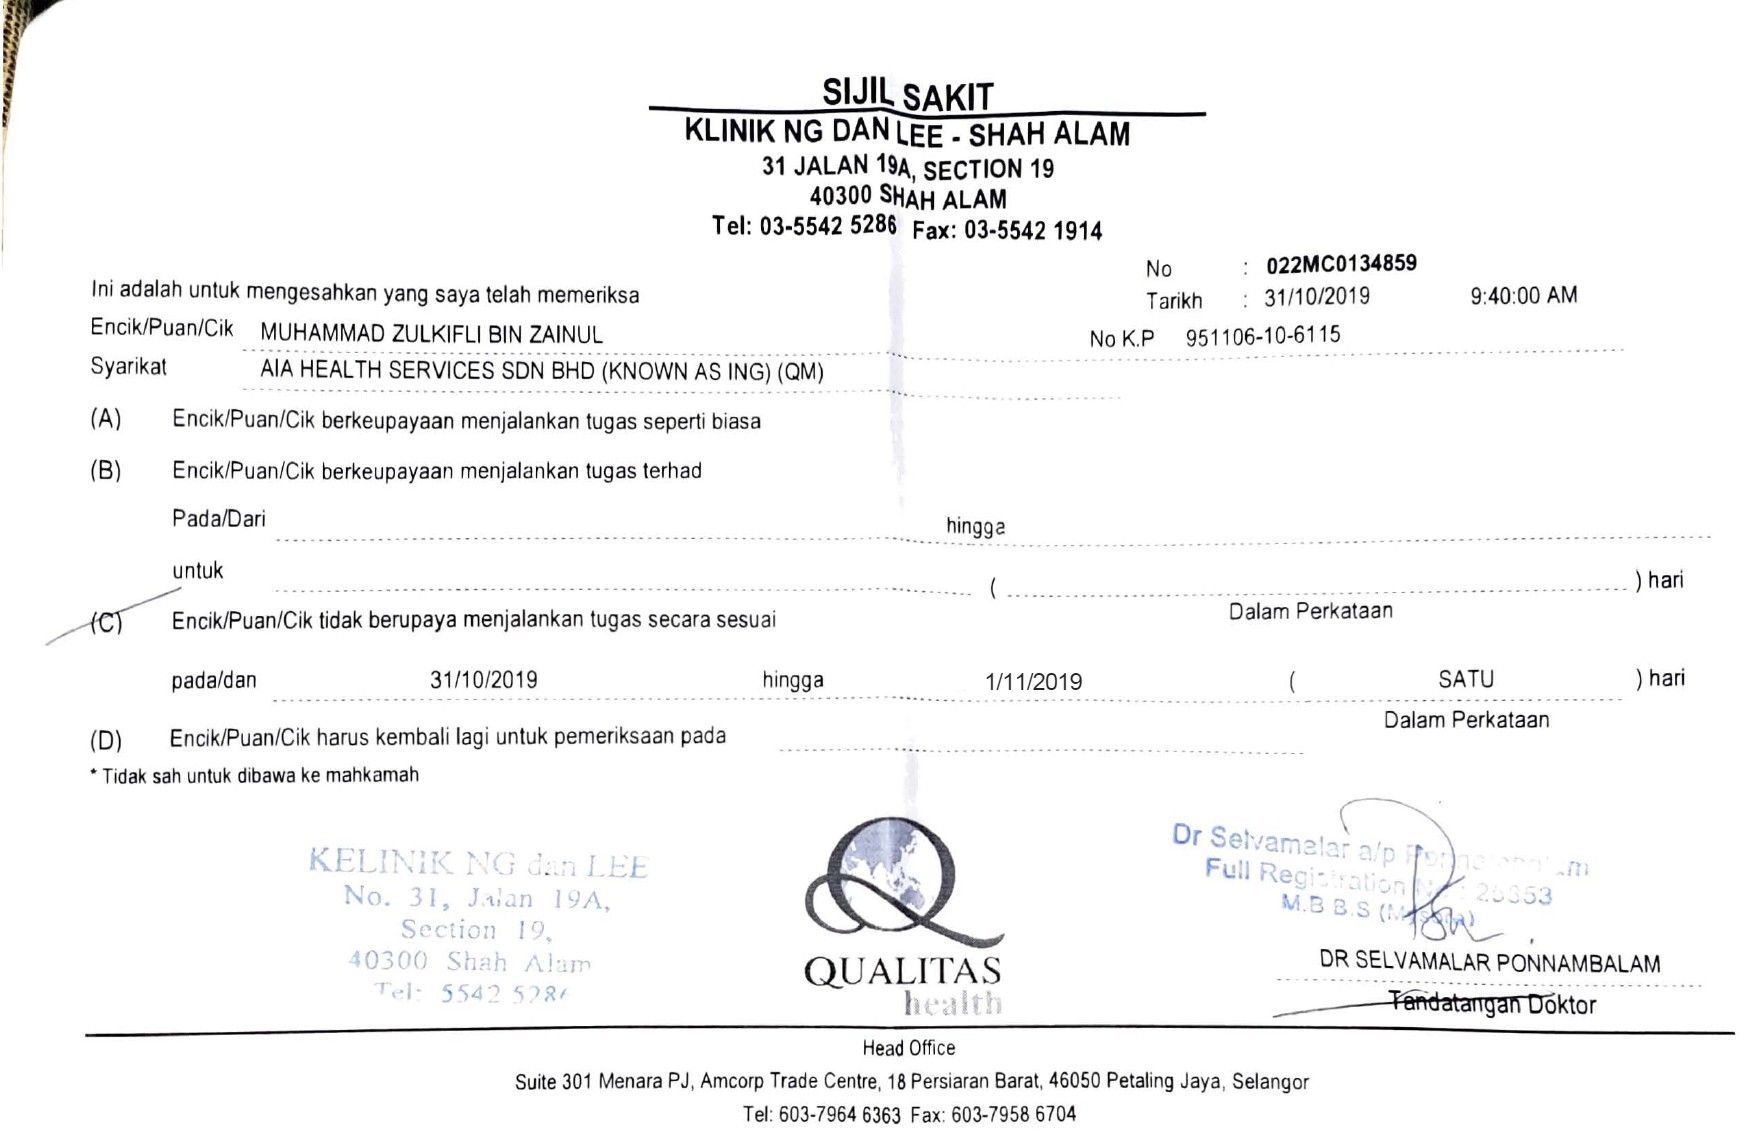 SIJIL SAKIT
KLINIK NG DAN LEE - SHAH ALAM
31 JALAN 19A, SECTION 19
40300 SHAH ALAM
Tel: 03-5542 5286 Fax: 03-5542 1914
No : 022MC0134859
Ini adalah untuk mengesahkan yang saya telah memeriksa
Tarikh : 31/10/2019 9:40:00 AM
Encik/Puan/Cik MUHAMMAD ZULKIFLI BIN ZAINUL No K.P 951106-10-6115
Syarikat AIA HEALTH SERVICES SDN BHD (KNOWN AS ING) (QM)
(A) Encik/Puan/Cik berkeupayaan menjalankan tugas seperti biasa
(B) Encik/Puan/Cik berkeupayaan menjalankan tugas terhad
Pada/Dari hingga
untuk ( ) hari
Dalam Perkataan
(C) Encik/Puan/Cik tidak berupaya menjalankan tugas secara sesuai
pada/dan 31/10/2019 hingga 1/11/2019 ( SATU ) hari
Dalam Perkataan
(D) Encik/Puan/Cik harus kembali lagi untuk pemeriksaan pada
* Tidak sah untuk dibawa ke mahkamah
KELINIK NG dan LEE
No. 31, Jalan 19A,
Section 19,
40300 Shah Alam
Tel: 5542 5286
QUALITAS
health
Dr Selvamalar a/p
Full Registration
M.B.B.S
DR SELVAMALAR PONNAMBALAM
Tandatangan Doktor
Head Office
Suite 301 Menara PJ, Amcorp Trade Centre, 18 Persiaran Barat, 46050 Petaling Jaya, Selangor
Tel: 603-7964 6363 Fax: 603-7958 6704